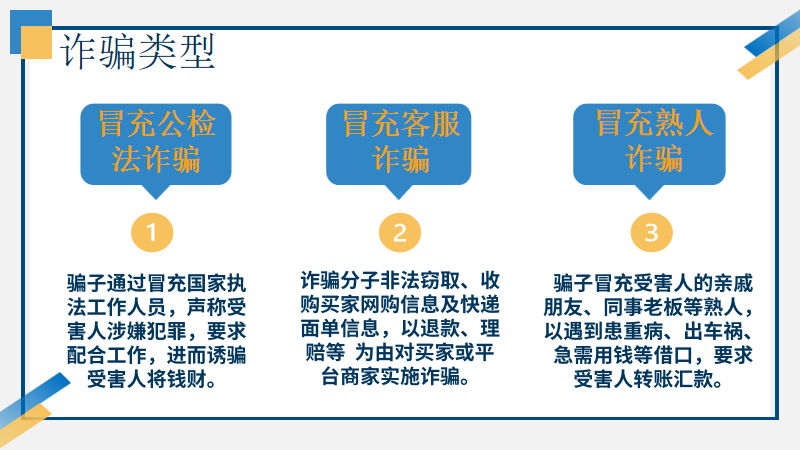 诈骗类型
冒充公检
法诈骗
1
骗子通过冒充国家执
法工作人员，声称受
害人涉嫌犯罪，要求
配合工作，进而诱骗
受害人将钱财。
冒充客服
诈骗
2
诈骗分子非法窃取、收
购买家网购信息及快递
面单信息，以退款、理
赔等 为由对买家或平
台商家实施诈骗。
冒充熟人
诈骗
3
骗子冒充受害人的亲戚
朋友、同事老板等熟人，
以遇到患重病、出车祸、
急需用钱等借口，要求
受害人转账汇款。